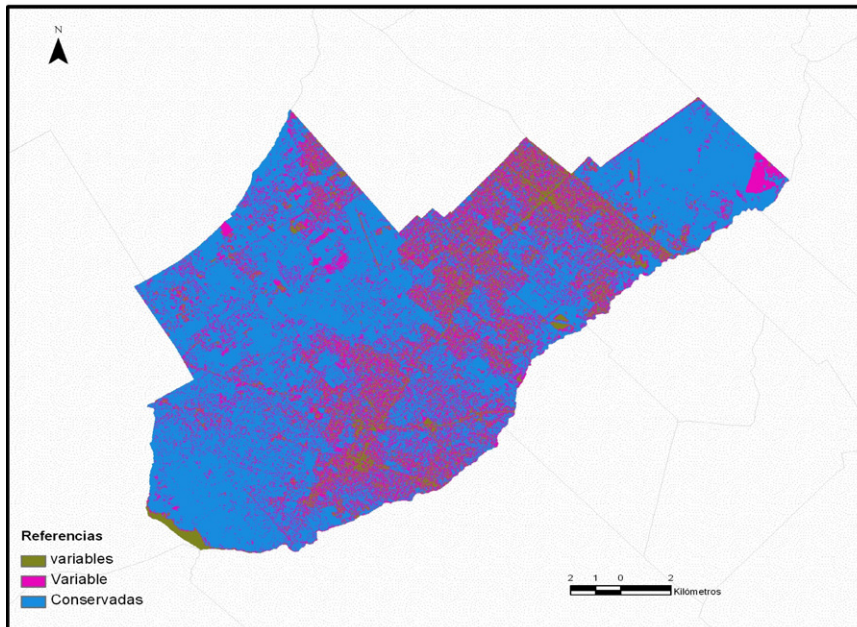 N
Referencias
variables
Variable
Conservadas
2 1 0 2
Kilómetros